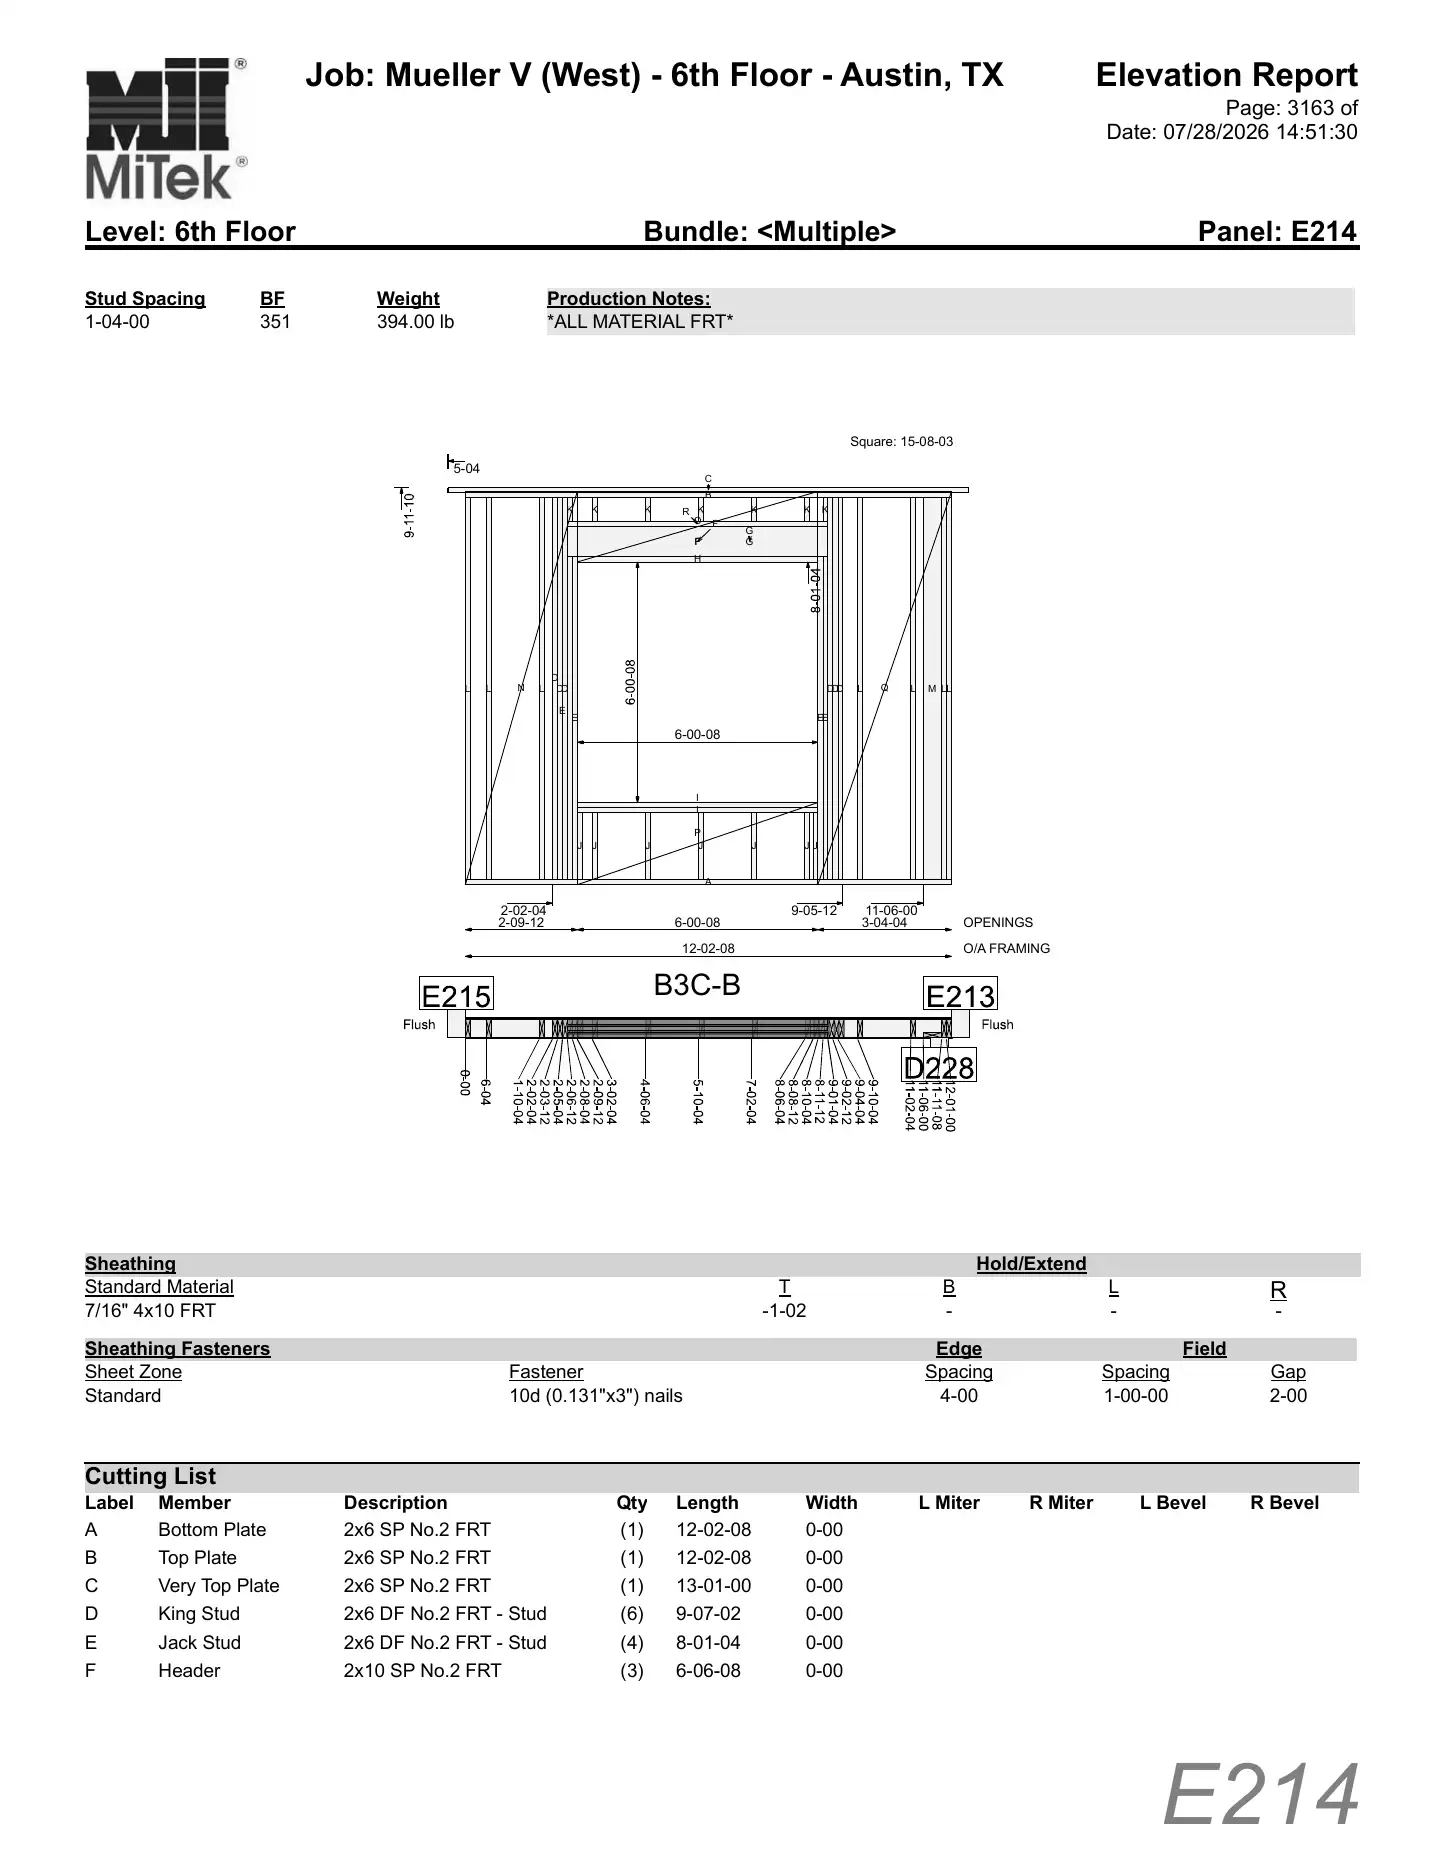 Job: Mueller V (West) - 6th Floor - Austin, TX
Elevation Report
Page: 3163 of
Date: 07/28/2026 14:51:30
MiTek
Level: 6th Floor Bundle: <Multiple> Panel: E214
Stud Spacing BF Weight Production Notes:
1-04-00 351 394.00 lb *ALL MATERIAL FRT*
Square: 15-08-03
5-04
C
A
9-11-10
K K K K K K K
R F
G
P G
H
8-01-04
6-00-08
L L N L D D D D L Q L M L L
E E E E
6-00-08
I
I
P
J J J J J J J
A
2-02-04 9-05-12 11-06-00
2-09-12 6-00-08 3-04-04 OPENINGS
12-02-08 O/A FRAMING
B3C-B
E215 E213
Flush Flush
D228
0-00 6-04 1-10-04 2-02-04 2-03-12 2-05-04 2-06-12 2-08-04 2-09-12 3-02-04 4-06-04 5-10-04 7-02-04 8-06-04 8-08-12 8-10-04 8-11-12 9-01-04 9-02-12 9-04-04 9-10-04 11-02-04 11-06-00 11-11-08 12-01-00
Sheathing Hold/Extend
Standard Material T B L R
7/16" 4x10 FRT -1-02 - - -
Sheathing Fasteners Edge Field
Sheet Zone Fastener Spacing Spacing Gap
Standard 10d (0.131"x3") nails 4-00 1-00-00 2-00
Cutting List
Label Member Description Qty Length Width L Miter R Miter L Bevel R Bevel
A Bottom Plate 2x6 SP No.2 FRT (1) 12-02-08 0-00
B Top Plate 2x6 SP No.2 FRT (1) 12-02-08 0-00
C Very Top Plate 2x6 SP No.2 FRT (1) 13-01-00 0-00
D King Stud 2x6 DF No.2 FRT - Stud (6) 9-07-02 0-00
E Jack Stud 2x6 DF No.2 FRT - Stud (4) 8-01-04 0-00
F Header 2x10 SP No.2 FRT (3) 6-06-08 0-00
E214